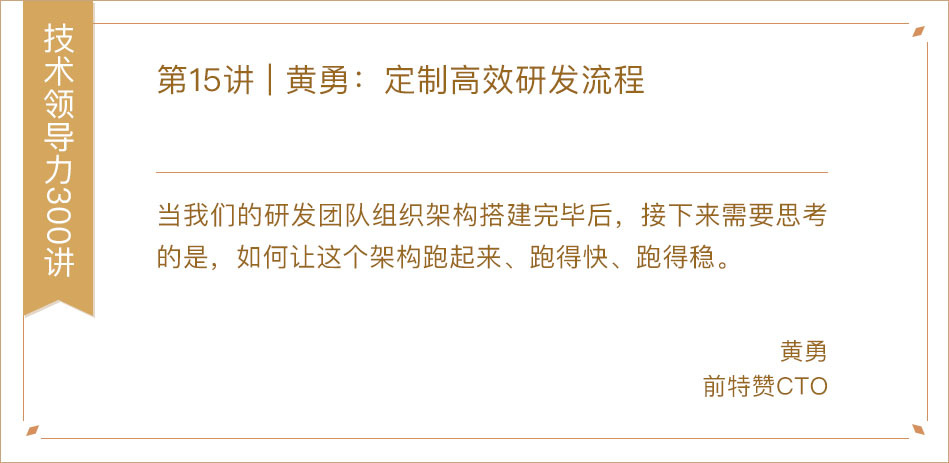 技术领导力300讲
第15讲 | 黄勇：定制高效研发流程
当我们的研发团队组织架构搭建完毕后，接下来需要思考
的是，如何让这个架构跑起来、跑得快、跑得稳。
黄勇
前特赞CTO